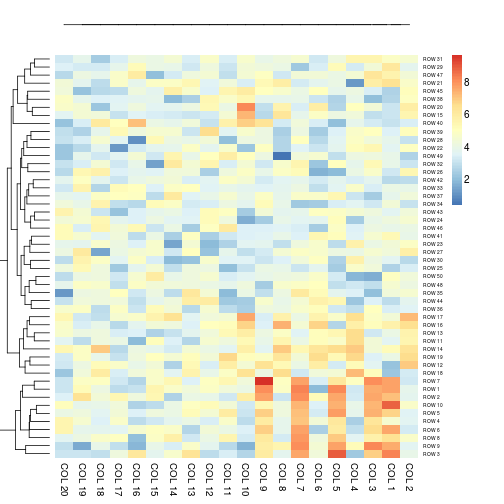 ROW 31
ROW 29
ROW 47
ROW 21
ROW 45
ROW 38
ROW 20
ROW 15
ROW 40
ROW 39
ROW 28
ROW 22
ROW 49
ROW 32
ROW 26
ROW 42
ROW 33
ROW 37
ROW 34
ROW 43
ROW 24
ROW 46
ROW 41
ROW 23
ROW 27
ROW 30
ROW 25
ROW 50
ROW 48
ROW 35
ROW 44
ROW 36
ROW 17
ROW 16
ROW 13
ROW 11
ROW 14
ROW 19
ROW 12
ROW 18
ROW 7
ROW 1
ROW 2
ROW 10
ROW 5
ROW 4
ROW 6
ROW 8
ROW 9
ROW 3
8
6
4
2
COL 20
COL 19
COL 18
COL 17
COL 16
COL 15
COL 14
COL 13
COL 12
COL 11
COL 10
COL 9
COL 8
COL 7
COL 6
COL 5
COL 4
COL 3
COL 1
COL 2